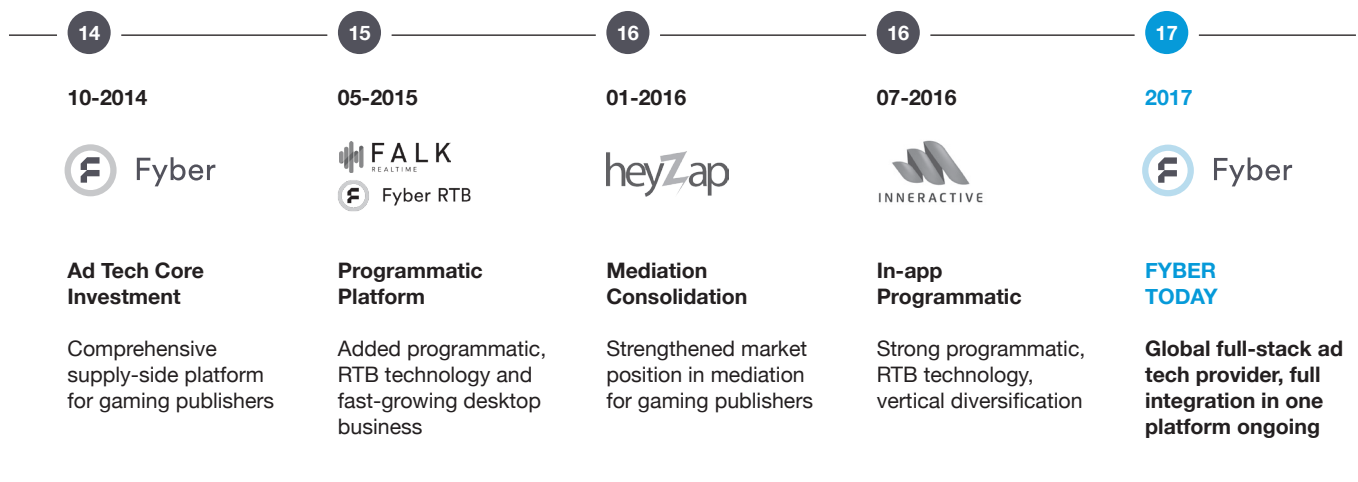 14
10-2014
Fyber
Ad Tech Core
Investment
Comprehensive
supply-side platform
for gaming publishers
15
05-2015
FALK
REALTIME
Fyber RTB
Programmatic
Platform
Added programmatic,
RTB technology and
fast-growing desktop
business
16
01-2016
heyZap
Mediation
Consolidation
Strengthened market
position in mediation
for gaming publishers
16
07-2016
INNERACTIVE
In-app
Programmatic
Strong programmatic,
RTB technology,
vertical diversification
17
2017
Fyber
FYBER
TODAY
Global full-stack ad
tech provider, full
integration in one
platform ongoing